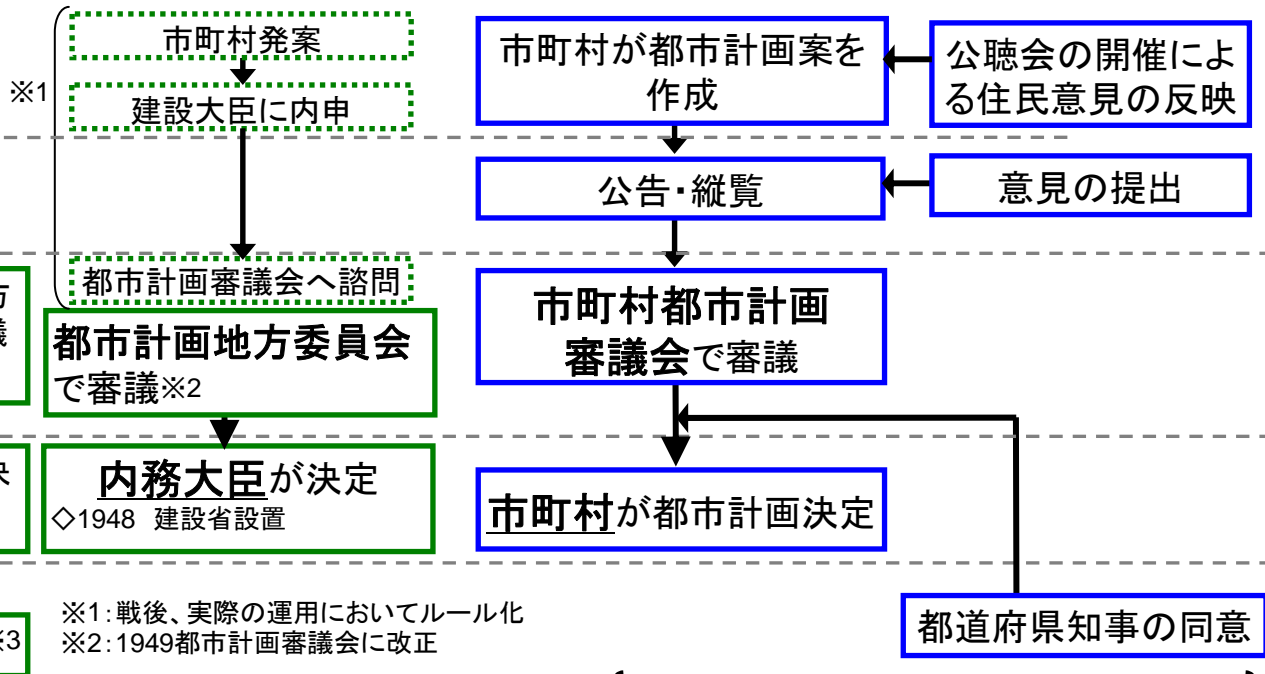 ※1
市町村発案
建設大臣に内申
都市計画審議会へ諮問
都市計画地方委員会
で審議※2
内務大臣が決定
◇1948 建設省設置
※1:戦後、実際の運用においてルール化
※2:1949都市計画審議会に改正
※3
市町村が都市計画案を
作成
公聴会の開催によ
る住民意見の反映
公告・縦覧
意見の提出
市町村都市計画
審議会で審議
市町村が都市計画決定
都道府県知事の同意